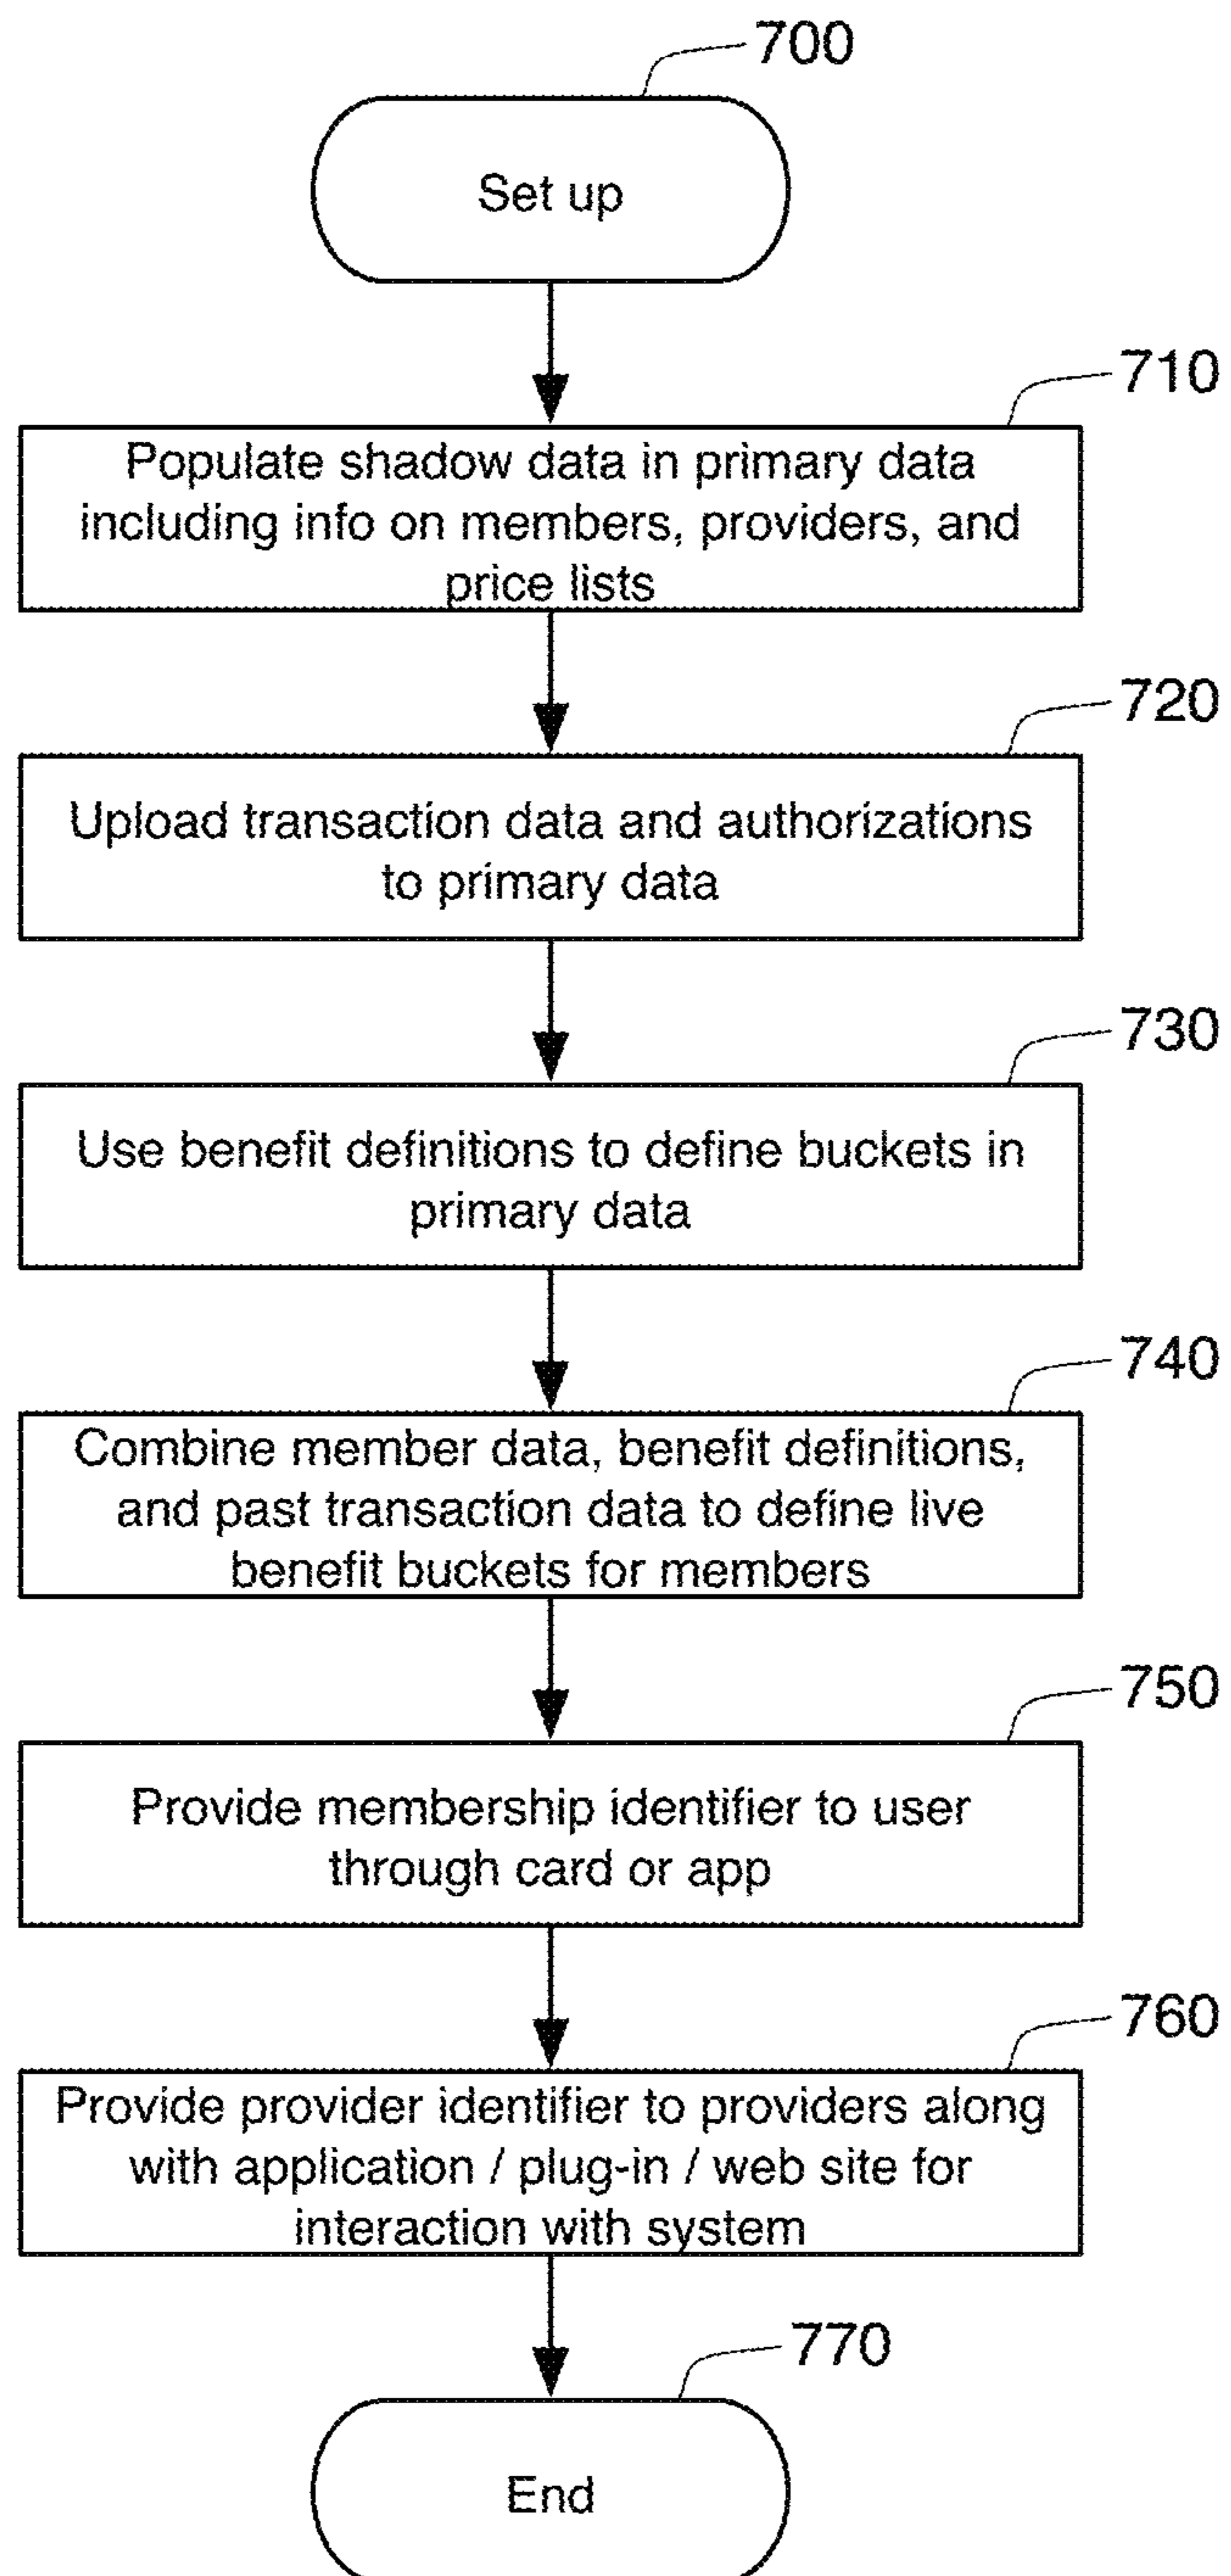 700
Set up
710
Populate shadow data in primary data
including info on members, providers, and
price lists
720
Upload transaction data and authorizations
to primary data
730
Use benefit definitions to define buckets in
primary data
740
Combine member data, benefit definitions,
and past transaction data to define live
benefit buckets for members
750
Provide membership identifier to user
through card or app
760
Provide provider identifier to providers along
with application / plug-in / web site for
interaction with system
770
End